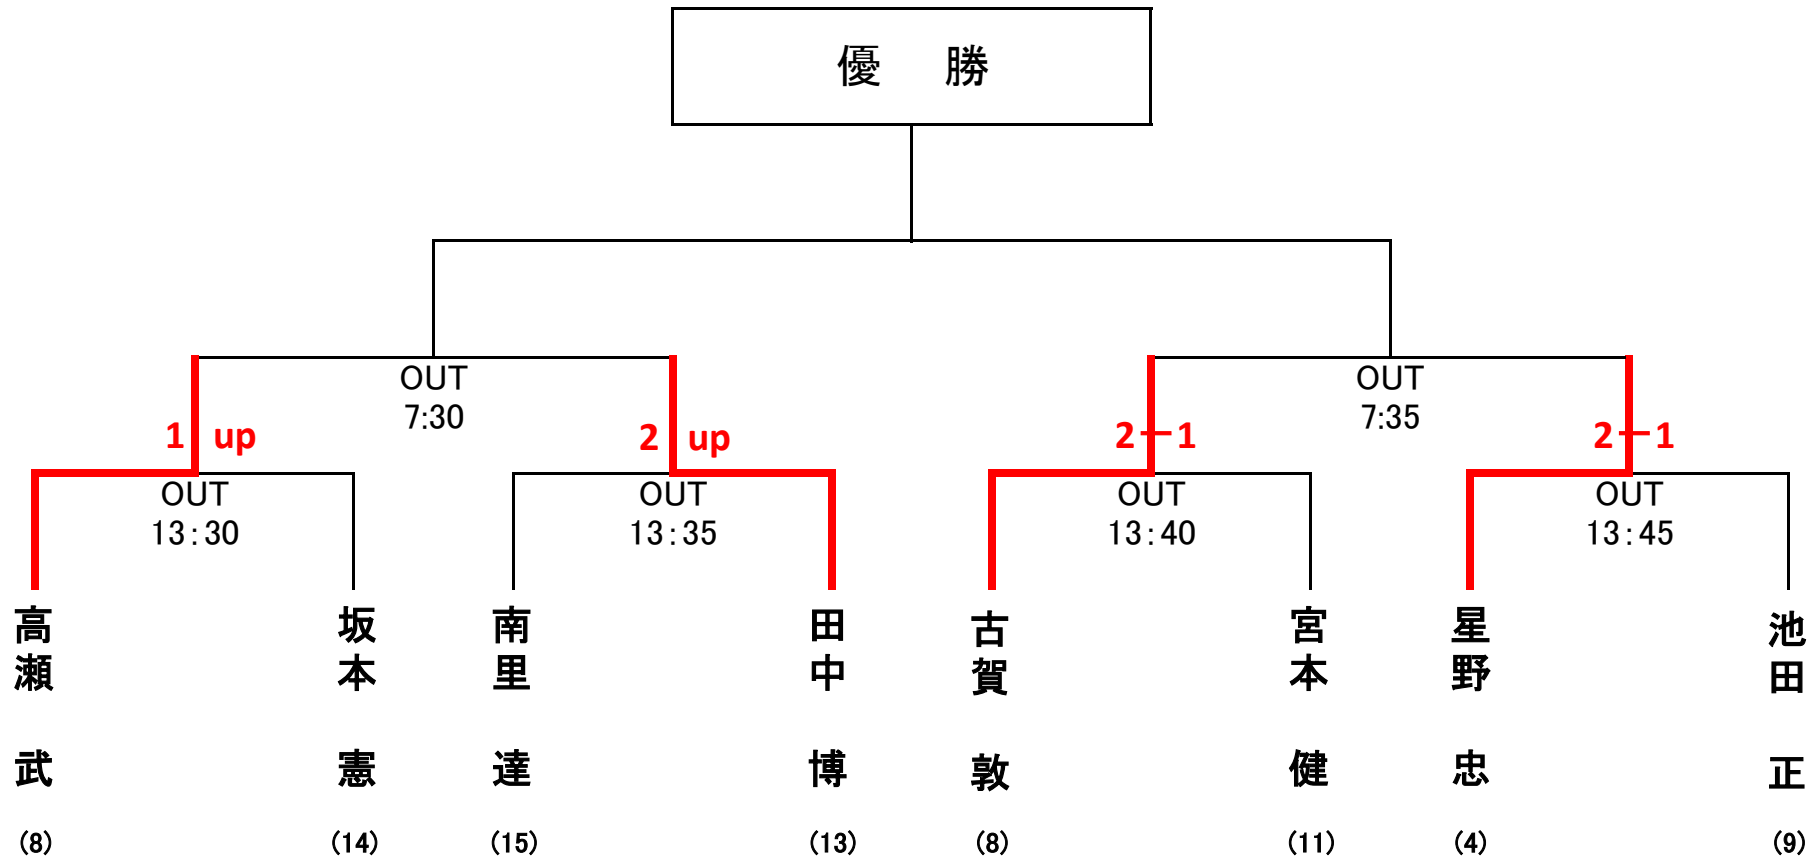 優　勝
OUT
7:30
OUT
7:35
1 up
2 up
2－1
2－1
OUT
13:30
OUT
13:35
OUT
13:40
OUT
13:45
高瀬　武
坂本　憲
南里　達
田中　博
古賀　敦
宮本　健
星野　忠
池田　正
(8)
(14)
(15)
(13)
(8)
(11)
(4)
(9)